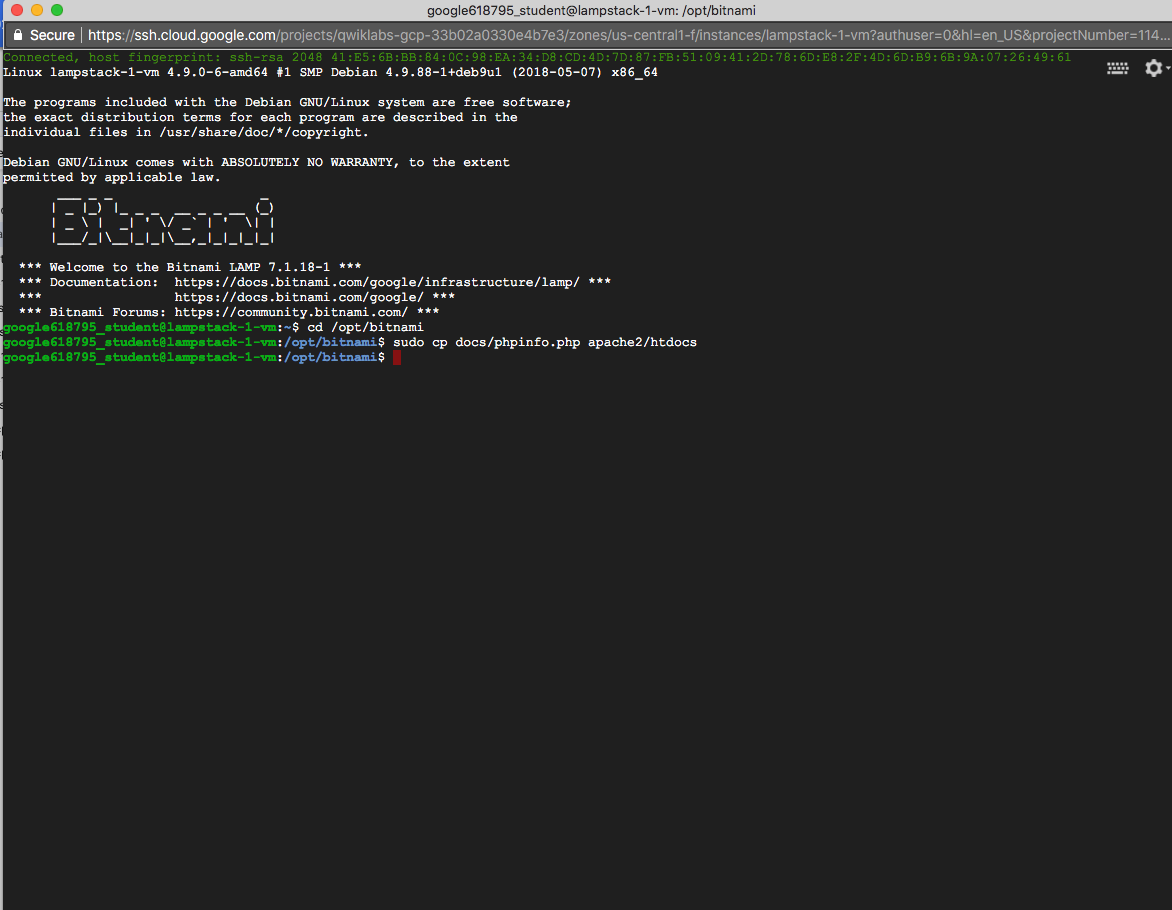 google618795_student@lampstack-1-vm: /opt/bitnami
Secure | https://ssh.cloud.google.com/projects/qwiklabs-gcp-33b02a0330e4b7e3/zones/us-central1-f/instances/lampstack-1-vm?authuser=0&hl=en_US&projectNumber=114...
Connected, host fingerprint: ssh-rsa 2048 41:E5:6B:BB:84:0C:98:EA:34:D8:CD:4D:7D:87:FB:51:09:41:2D:78:6D:E8:2F:4D:6D:B9:6B:9A:07:26:49:61
Linux lampstack-1-vm 4.9.0-6-amd64 #1 SMP Debian 4.9.88-1+deb9u1 (2018-05-07) x86_64
The programs included with the Debian GNU/Linux system are free software;
the exact distribution terms for each program are described in the
individual files in /usr/share/doc/*/copyright.
Debian GNU/Linux comes with ABSOLUTELY NO WARRANTY, to the extent
permitted by applicable law.
Bitnami
*** Welcome to the Bitnami LAMP 7.1.18-1 ***
*** Documentation:  https://docs.bitnami.com/google/infrastructure/lamp/ ***
***                 https://docs.bitnami.com/google/ ***
*** Bitnami Forums: https://community.bitnami.com/ ***
google618795_student@lampstack-1-vm:~$ cd /opt/bitnami
google618795_student@lampstack-1-vm:/opt/bitnami$ sudo cp docs/phpinfo.php apache2/htdocs
google618795_student@lampstack-1-vm:/opt/bitnami$